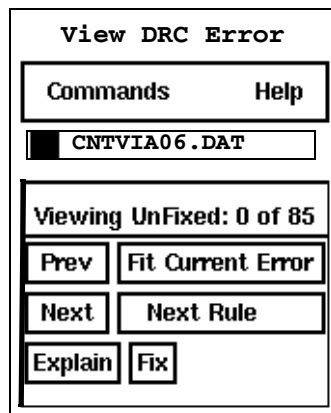 View DRC Error
Commands Help
CNTVIA06.DAT
Viewing UnFixed: 0 of 85
Prev Fit Current Error
Next Next Rule
Explain Fix